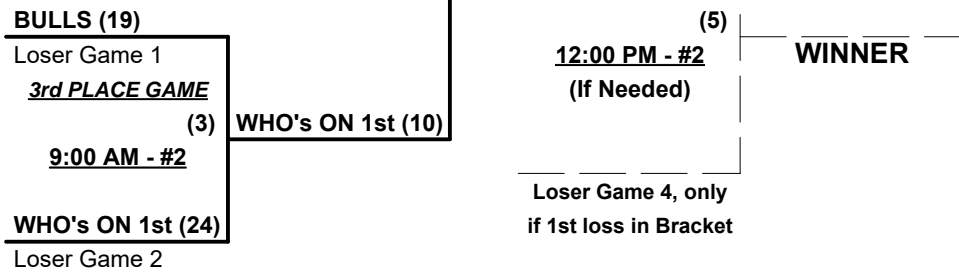 BULLS (19)
Loser Game 1
3rd PLACE GAME
(3)
WHO's ON 1st (10)
9:00 AM - #2
WHO's ON 1st (24)
Loser Game 2
(5)
12:00 PM - #2
WINNER
(If Needed)
Loser Game 4, only
if 1st loss in Bracket